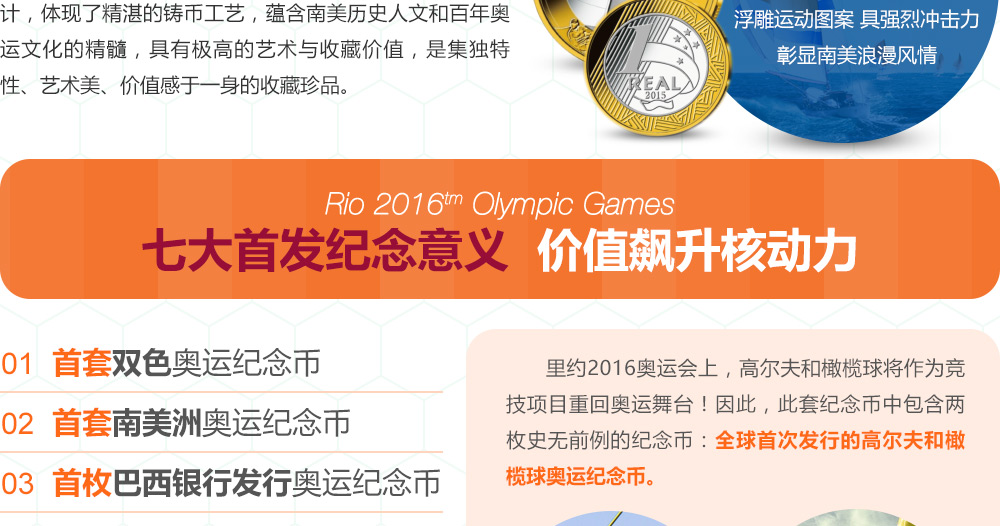 计，体现了精湛的铸币工艺，蕴含南美历史人文和百年奥
运文化的精髓，具有极高的艺术与收藏价值，是集独特
性、艺术美、价值感于一身的收藏珍品。
1
REAL
2015
浮雕运动图案 具强烈冲击力
彰显南美浪漫风情
Rio 2016tm Olympic Games
七大首发纪念意义 价值飙升核动力
01 首套双色奥运纪念币
02 首套南美洲奥运纪念币
03 首枚巴西银行发行奥运纪念币
里约2016奥运会上，高尔夫和橄榄球将作为竞
技项目重回奥运舞台！因此，此套纪念币中包含两
枚史无前例的纪念币：全球首次发行的高尔夫和橄
榄球奥运纪念币。